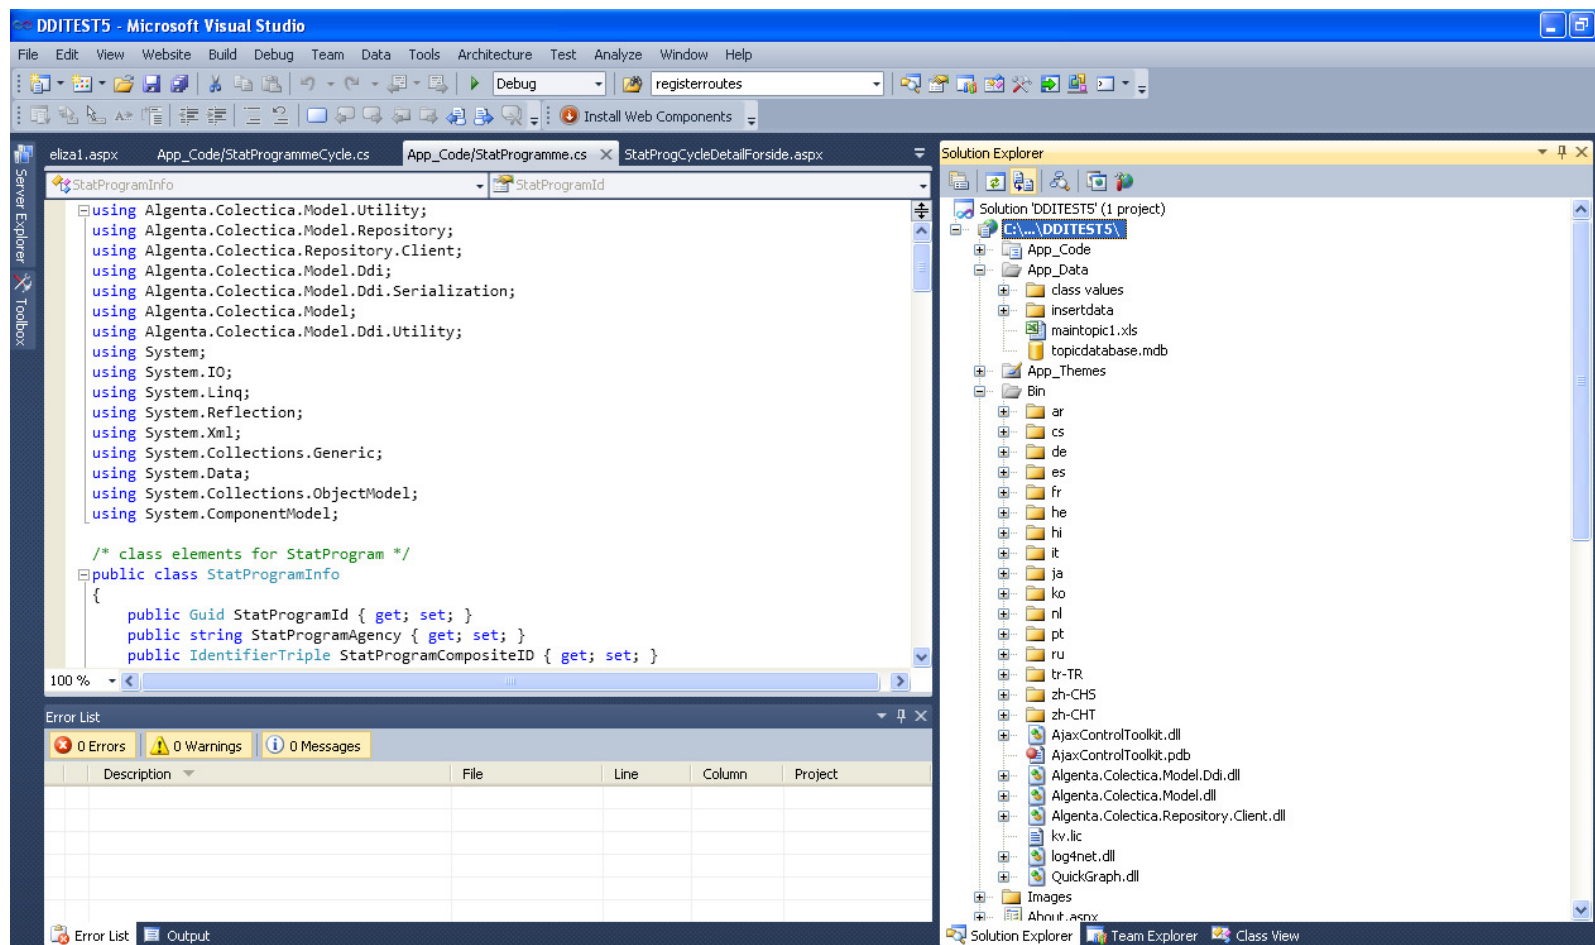 DDITEST5 - Microsoft Visual Studio
File Edit View Website Build Debug Team Data Tools Architecture Test Analyze Window Help
Debug registerroutes
Install Web Components
Server Explorer
Toolbox
eliza1.aspx App_Code/StatProgrammeCycle.cs App_Code/StatProgramme.cs StatProgCycleDetailForside.aspx
StatProgramInfo StatProgramId
using Algenta.Colectica.Model.Utility;
using Algenta.Colectica.Model.Repository;
using Algenta.Colectica.Repository.Client;
using Algenta.Colectica.Model.Ddi;
using Algenta.Colectica.Model.Ddi.Serialization;
using Algenta.Colectica.Model;
using Algenta.Colectica.Model.Ddi.Utility;
using System;
using System.IO;
using System.Linq;
using System.Reflection;
using System.Xml;
using System.Collections.Generic;
using System.Data;
using System.Collections.ObjectModel;
using System.ComponentModel;
/* class elements for StatProgram */
public class StatProgramInfo
{
public Guid StatProgramId { get; set; }
public string StatProgramAgency { get; set; }
public IdentifierTriple StatProgramCompositeID { get; set; }
100 %
Error List
0 Errors 0 Warnings 0 Messages
Description File Line Column Project
Error List Output
Solution Explorer
Solution 'DDITEST5' (1 project)
C:\...\DDITEST5\
App_Code
App_Data
class values
insertdata
maintopic1.xls
topicdatabase.mdb
App_Themes
Bin
ar
cs
de
es
fr
he
hi
it
ja
ko
nl
pt
ru
tr-TR
zh-CHS
zh-CHT
AjaxControlToolkit.dll
AjaxControlToolkit.pdb
Algenta.Colectica.Model.Ddi.dll
Algenta.Colectica.Model.dll
Algenta.Colectica.Repository.Client.dll
kv.lic
log4net.dll
QuickGraph.dll
Images
About.aspx
Solution Explorer Team Explorer Class View